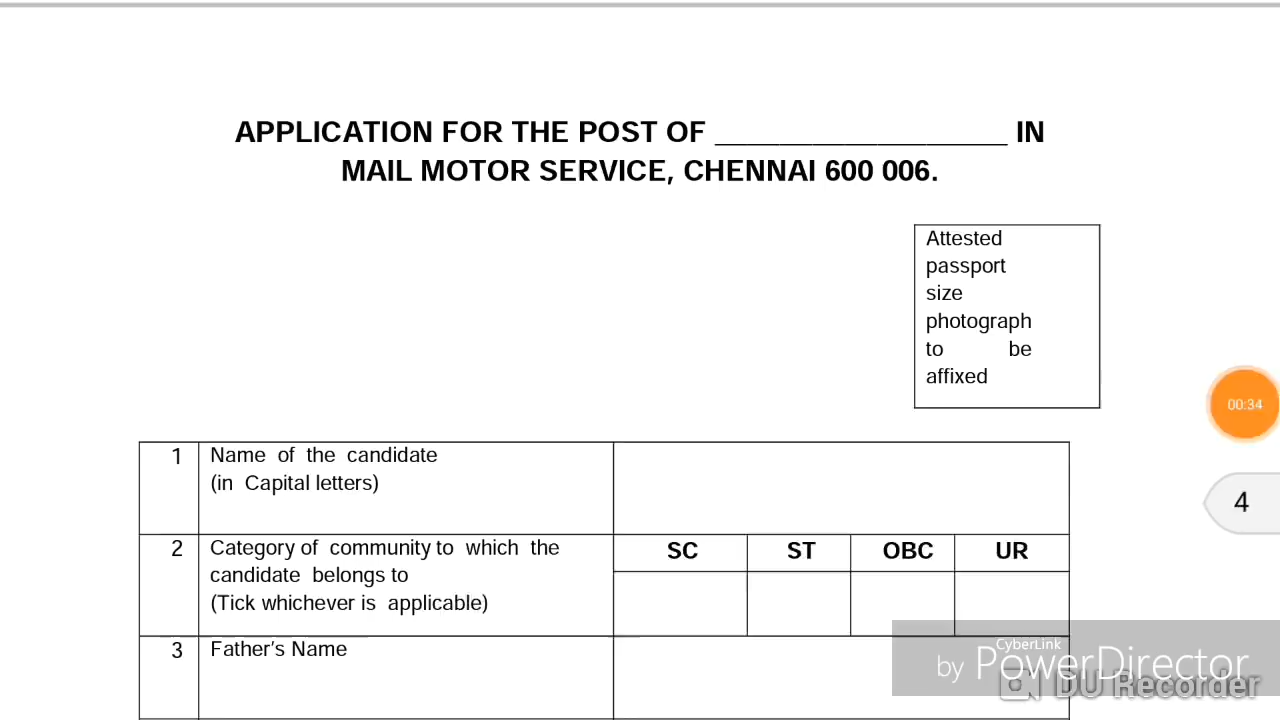 APPLICATION FOR THE POST OF __________________ IN
MAIL MOTOR SERVICE, CHENNAI 600 006.
Attested
passport
size
photograph
to be
affixed
00:34
4
1 Name of the candidate
(in Capital letters)
2 Category of community to which the
candidate belongs to
(Tick whichever is applicable)
SC ST OBC UR
3 Father's Name
CyberLink
by PowerDirector
DU Recorder